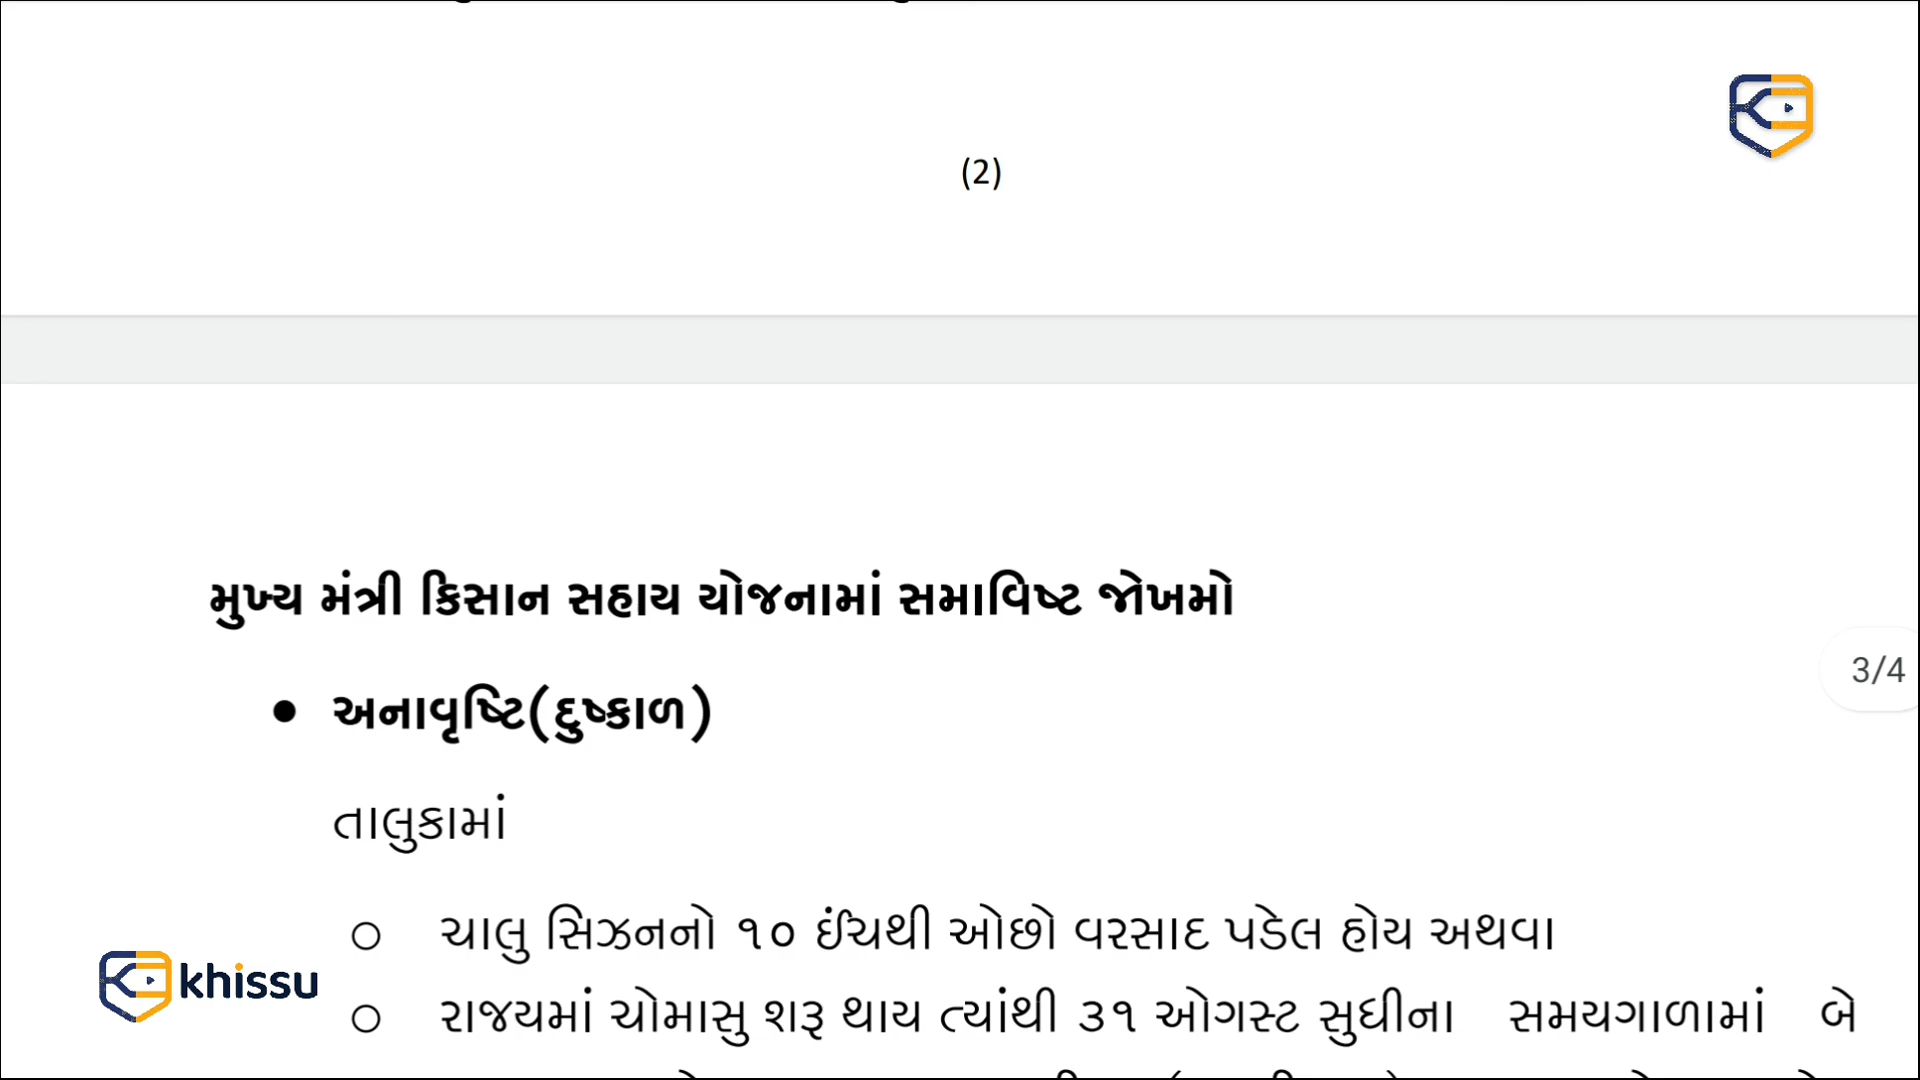 (2)
મુખ્ય મંત્રી કિસાન સહાય યોજનામાં સમાવિષ્ટ જોખમો
3/4
● અનાવૃષ્ટિ(દુષ્કાળ)
તાલુકામાં
○ ચાલુ સિઝનનો ૧૦ ઈંચથી ઓછો વરસાદ પડેલ હોય અથવા
khissu
○ રાજયમાં ચોમાસુ શરૂ થાય ત્યાંથી ૩૧ ઓગસ્ટ સુધીના સમયગાળામાં બે